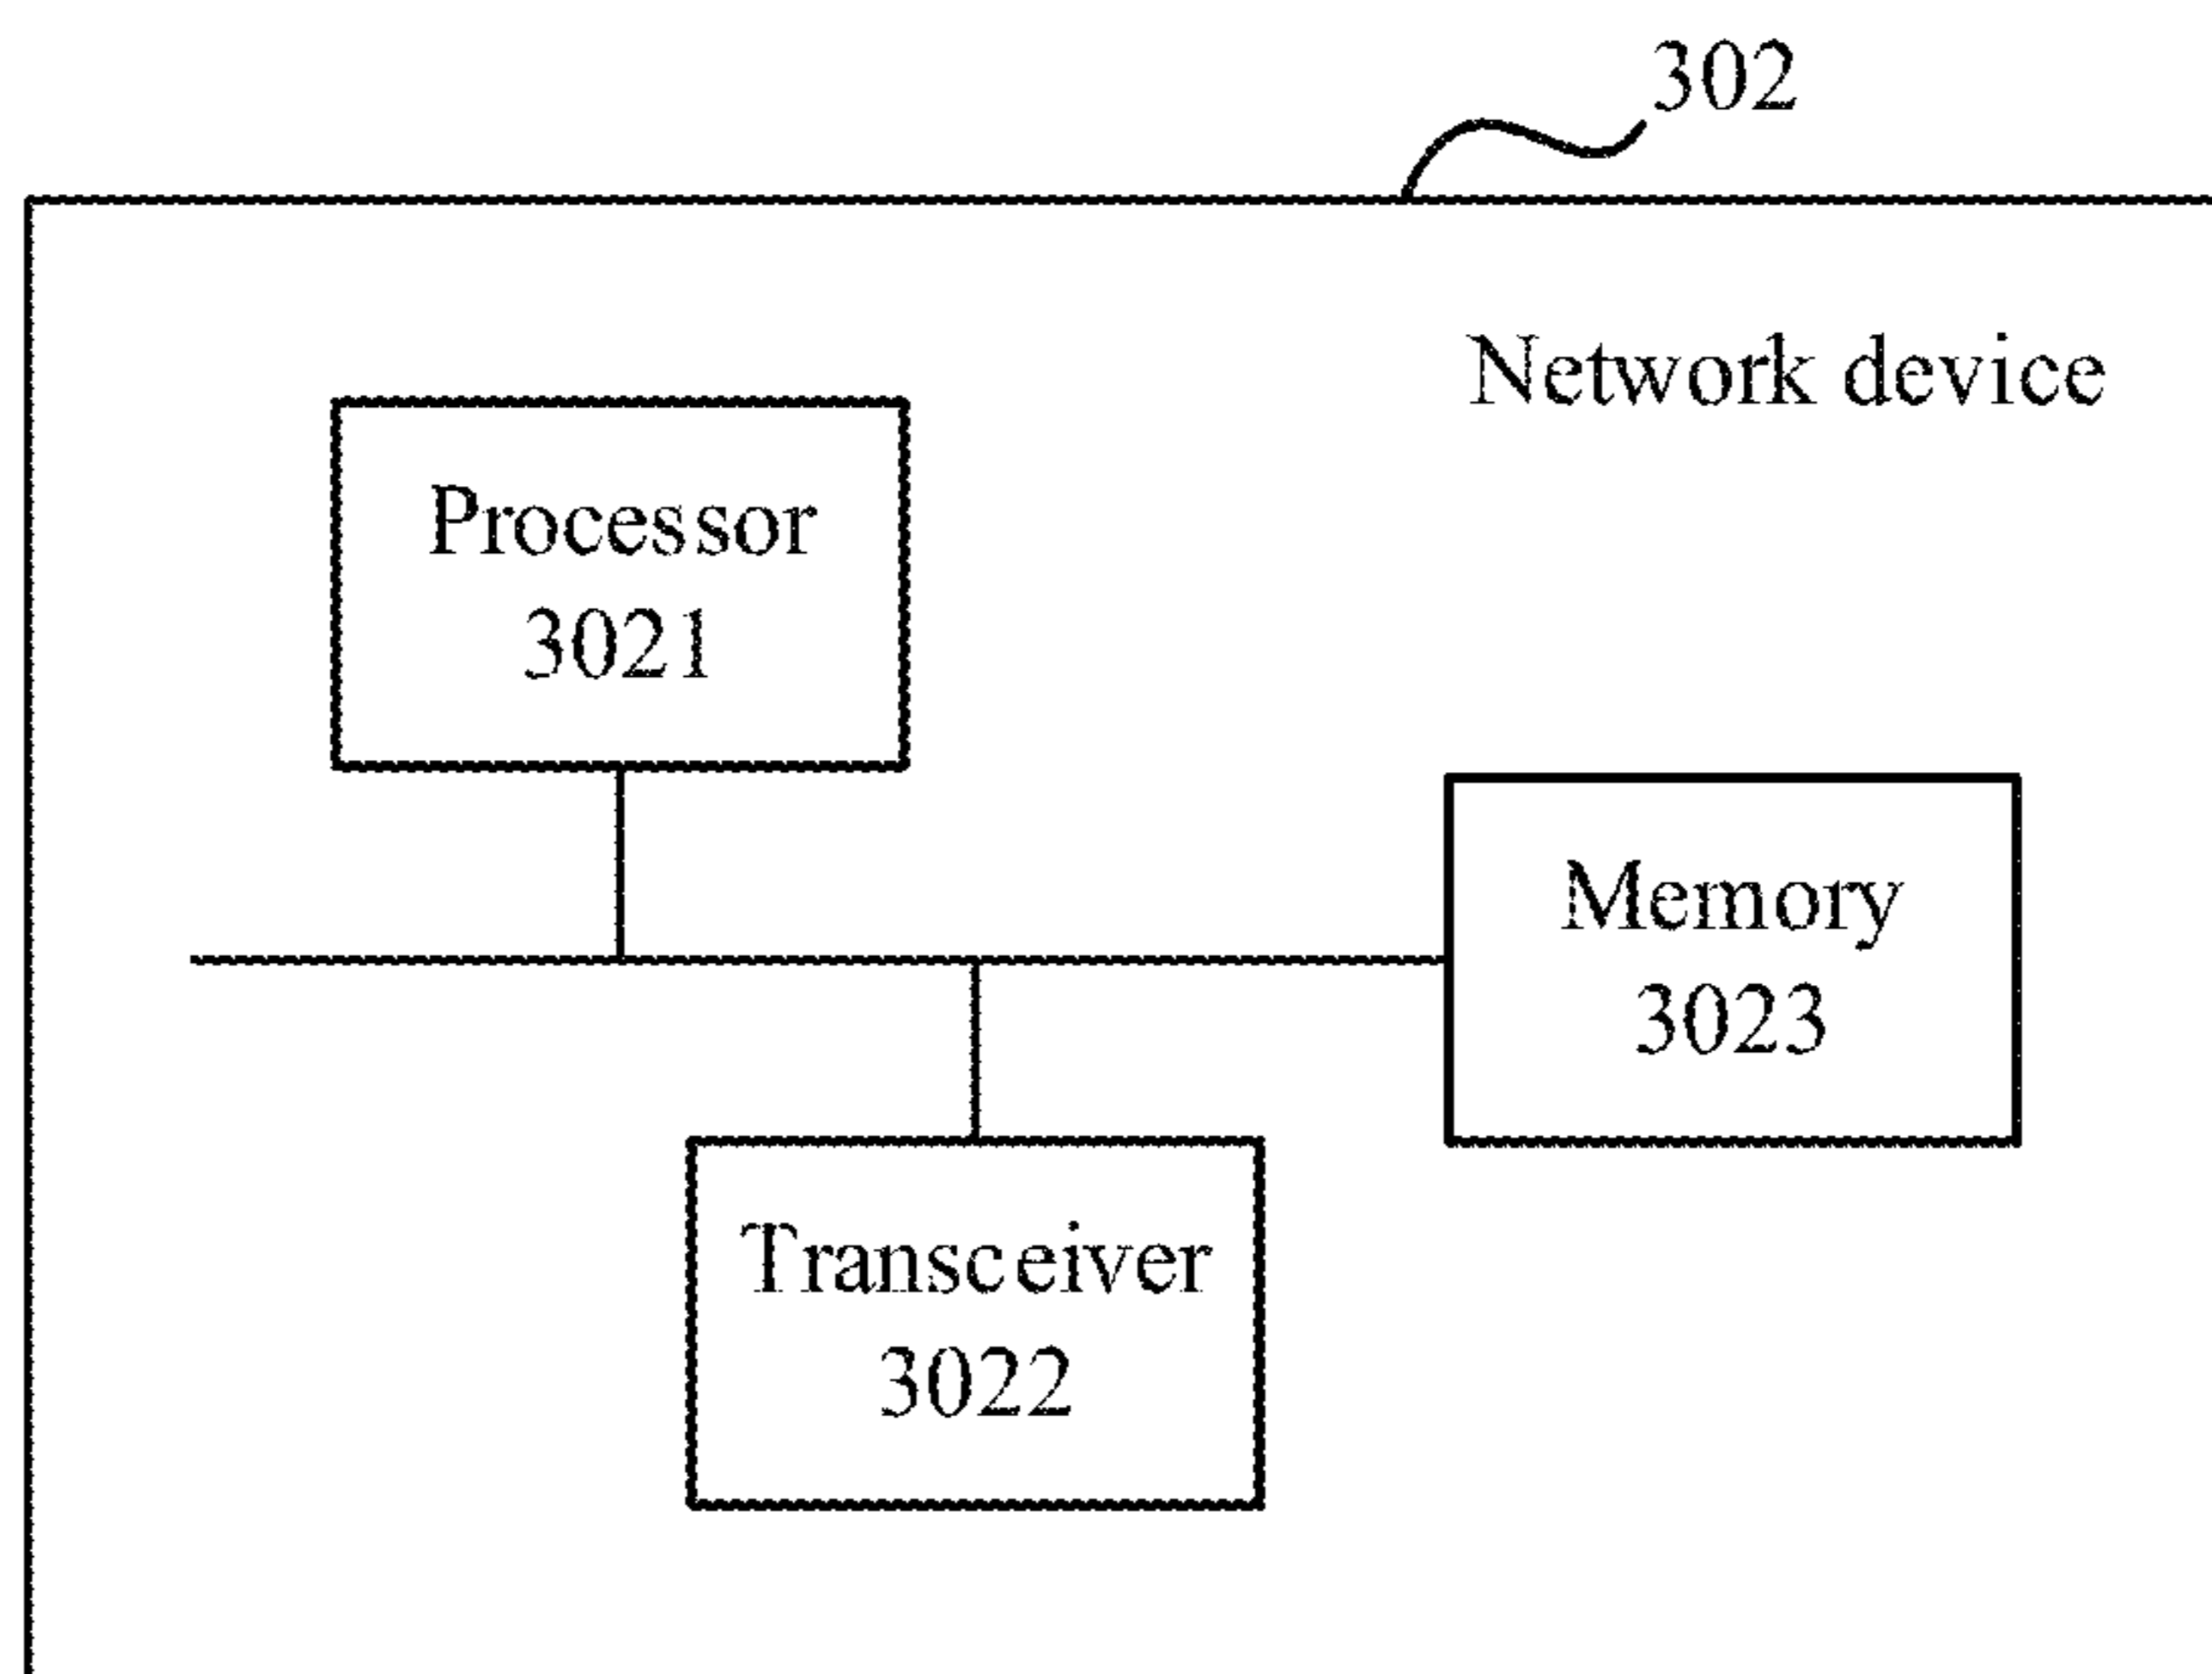 302
Network device
Processor
3021
Memory
3023
Transceiver
3022